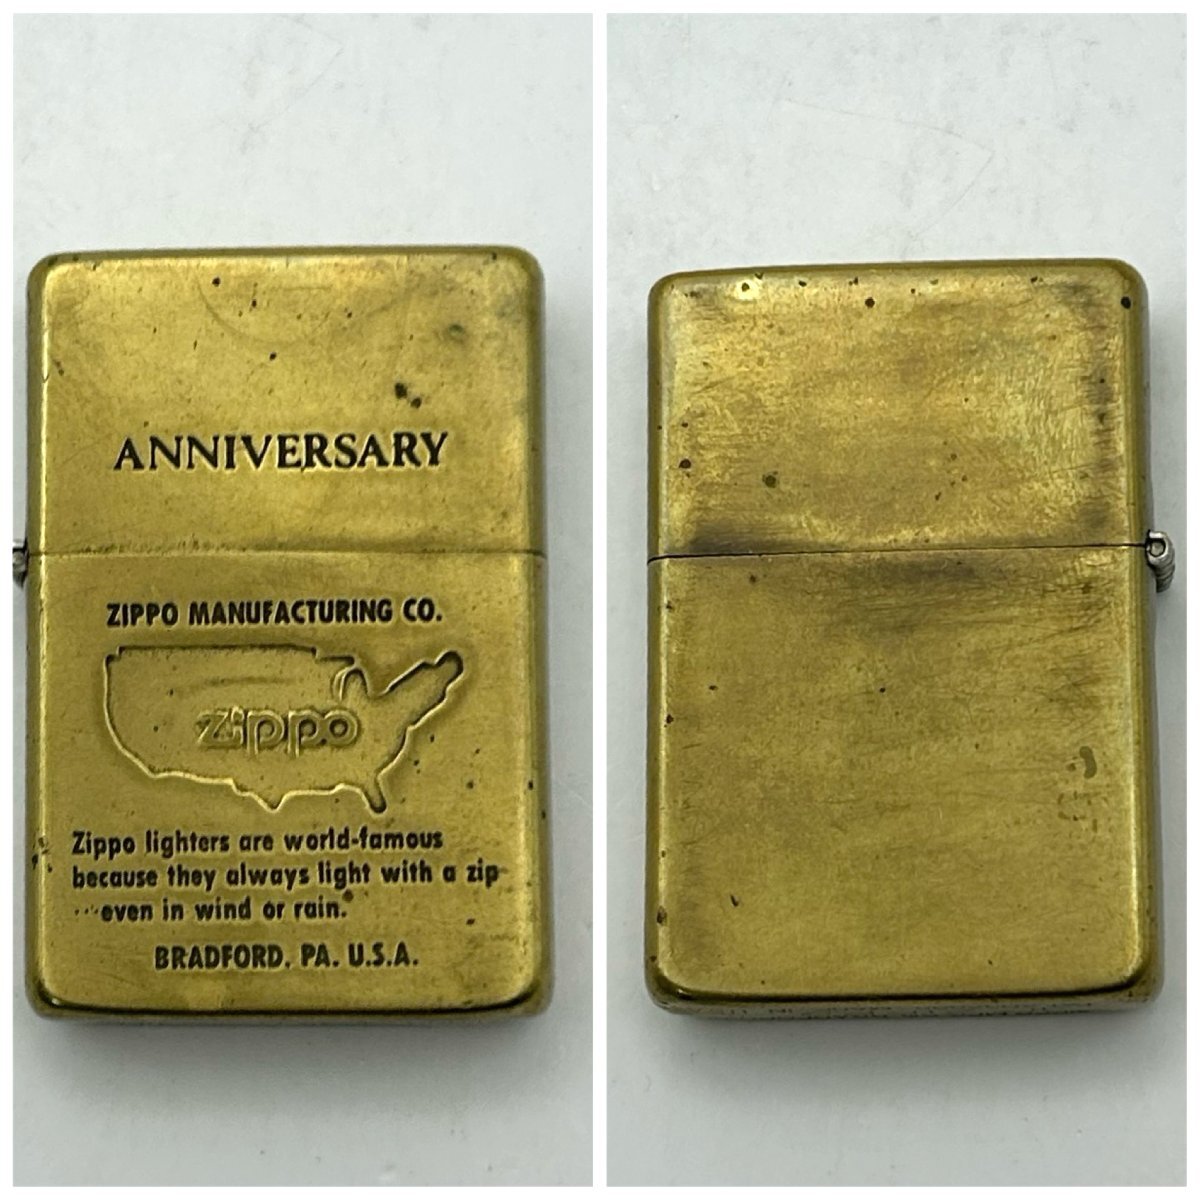 ANNIVERSARY
ZIPPO MANUFACTURING CO.
zippo
Zippo lighters are world-famous
because they always light with a zip
···even in wind or rain.
BRADFORD. PA. U.S.A.